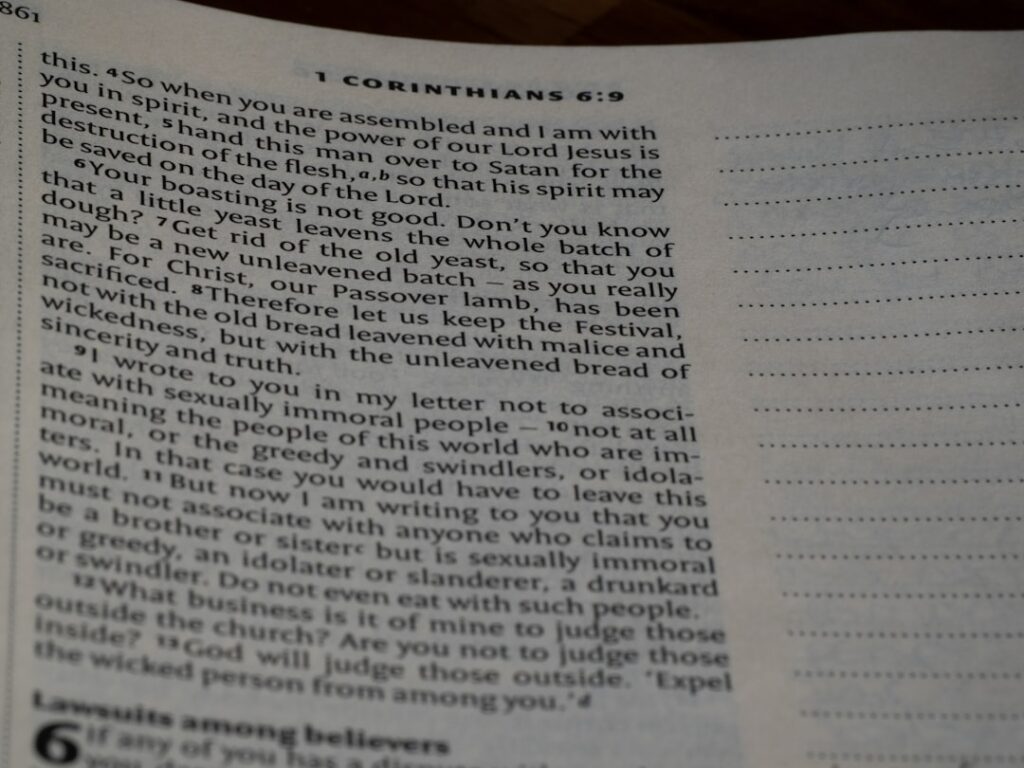 861
1 CORINTHIANS 6:9
this. 4So when you are assembled and I am with
you in spirit, and the power of our Lord Jesus is
present, 5hand this man over to Satan for the
destruction of the flesh,a,b so that his spirit may
be saved on the day of the Lord.
6Your boasting is not good. Don’t you know
that a little yeast leavens the whole batch of
dough? 7Get rid of the old yeast, so that you
may be a new unleavened batch – as you really
are. For Christ, our Passover lamb, has been
sacrificed. 8Therefore let us keep the Festival,
not with the old bread leavened with malice and
wickedness, but with the unleavened bread of
sincerity and truth.
9I wrote to you in my letter not to associ-
ate with sexually immoral people – 10not at all
meaning the people of this world who are im-
moral, or the greedy and swindlers, or idola-
ters. In that case you would have to leave this
world. 11But now I am writing to you that you
must not associate with anyone who claims to
be a brother or sisterc but is sexually immoral
or greedy, an idolater or slanderer, a drunkard
or swindler. Do not even eat with such people.
12What business is it of mine to judge those
outside the church? Are you not to judge those
inside? 13God will judge those outside. ‘Expel
the wicked person from among you.’d
Lawsuits among believers
6 If any of you has a